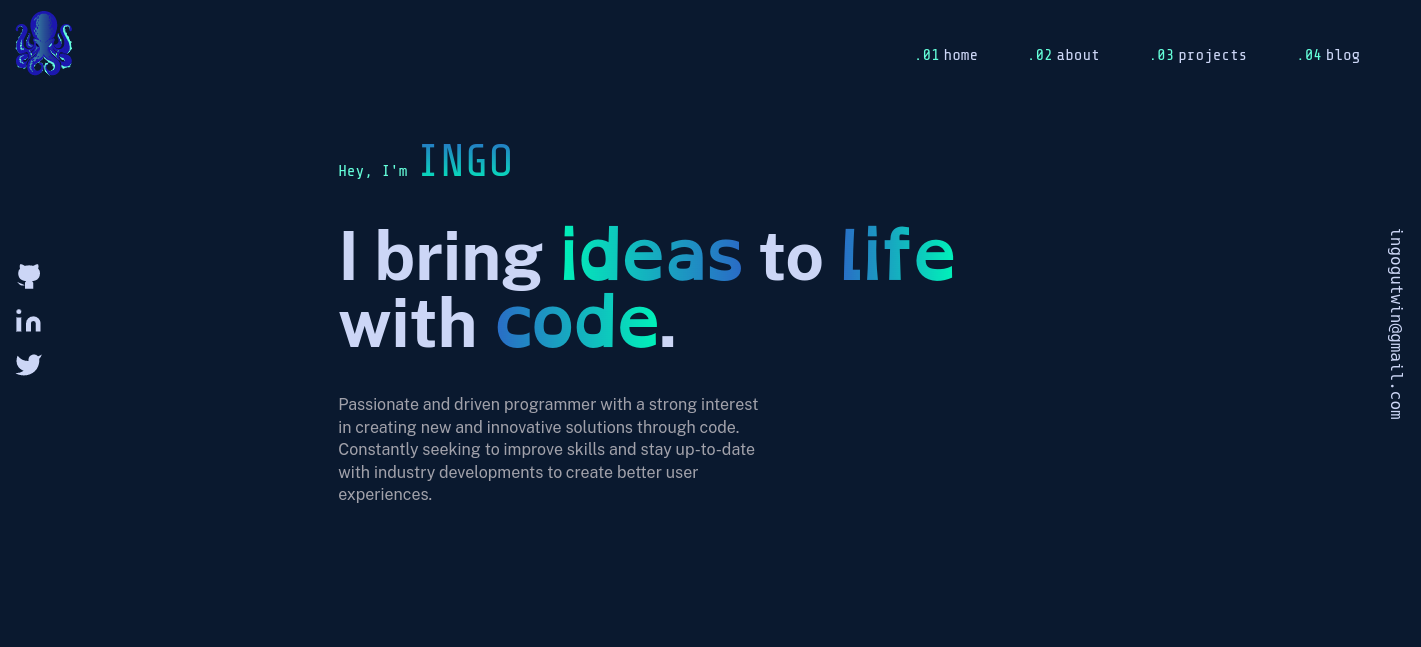 .01 home .02 about .03 projects .04 blog
Hey, I'm INGO
I bring ideas to life
with code.
Passionate and driven programmer with a strong interest
in creating new and innovative solutions through code.
Constantly seeking to improve skills and stay up-to-date
with industry developments to create better user
experiences.
ingogutwin@gmail.com